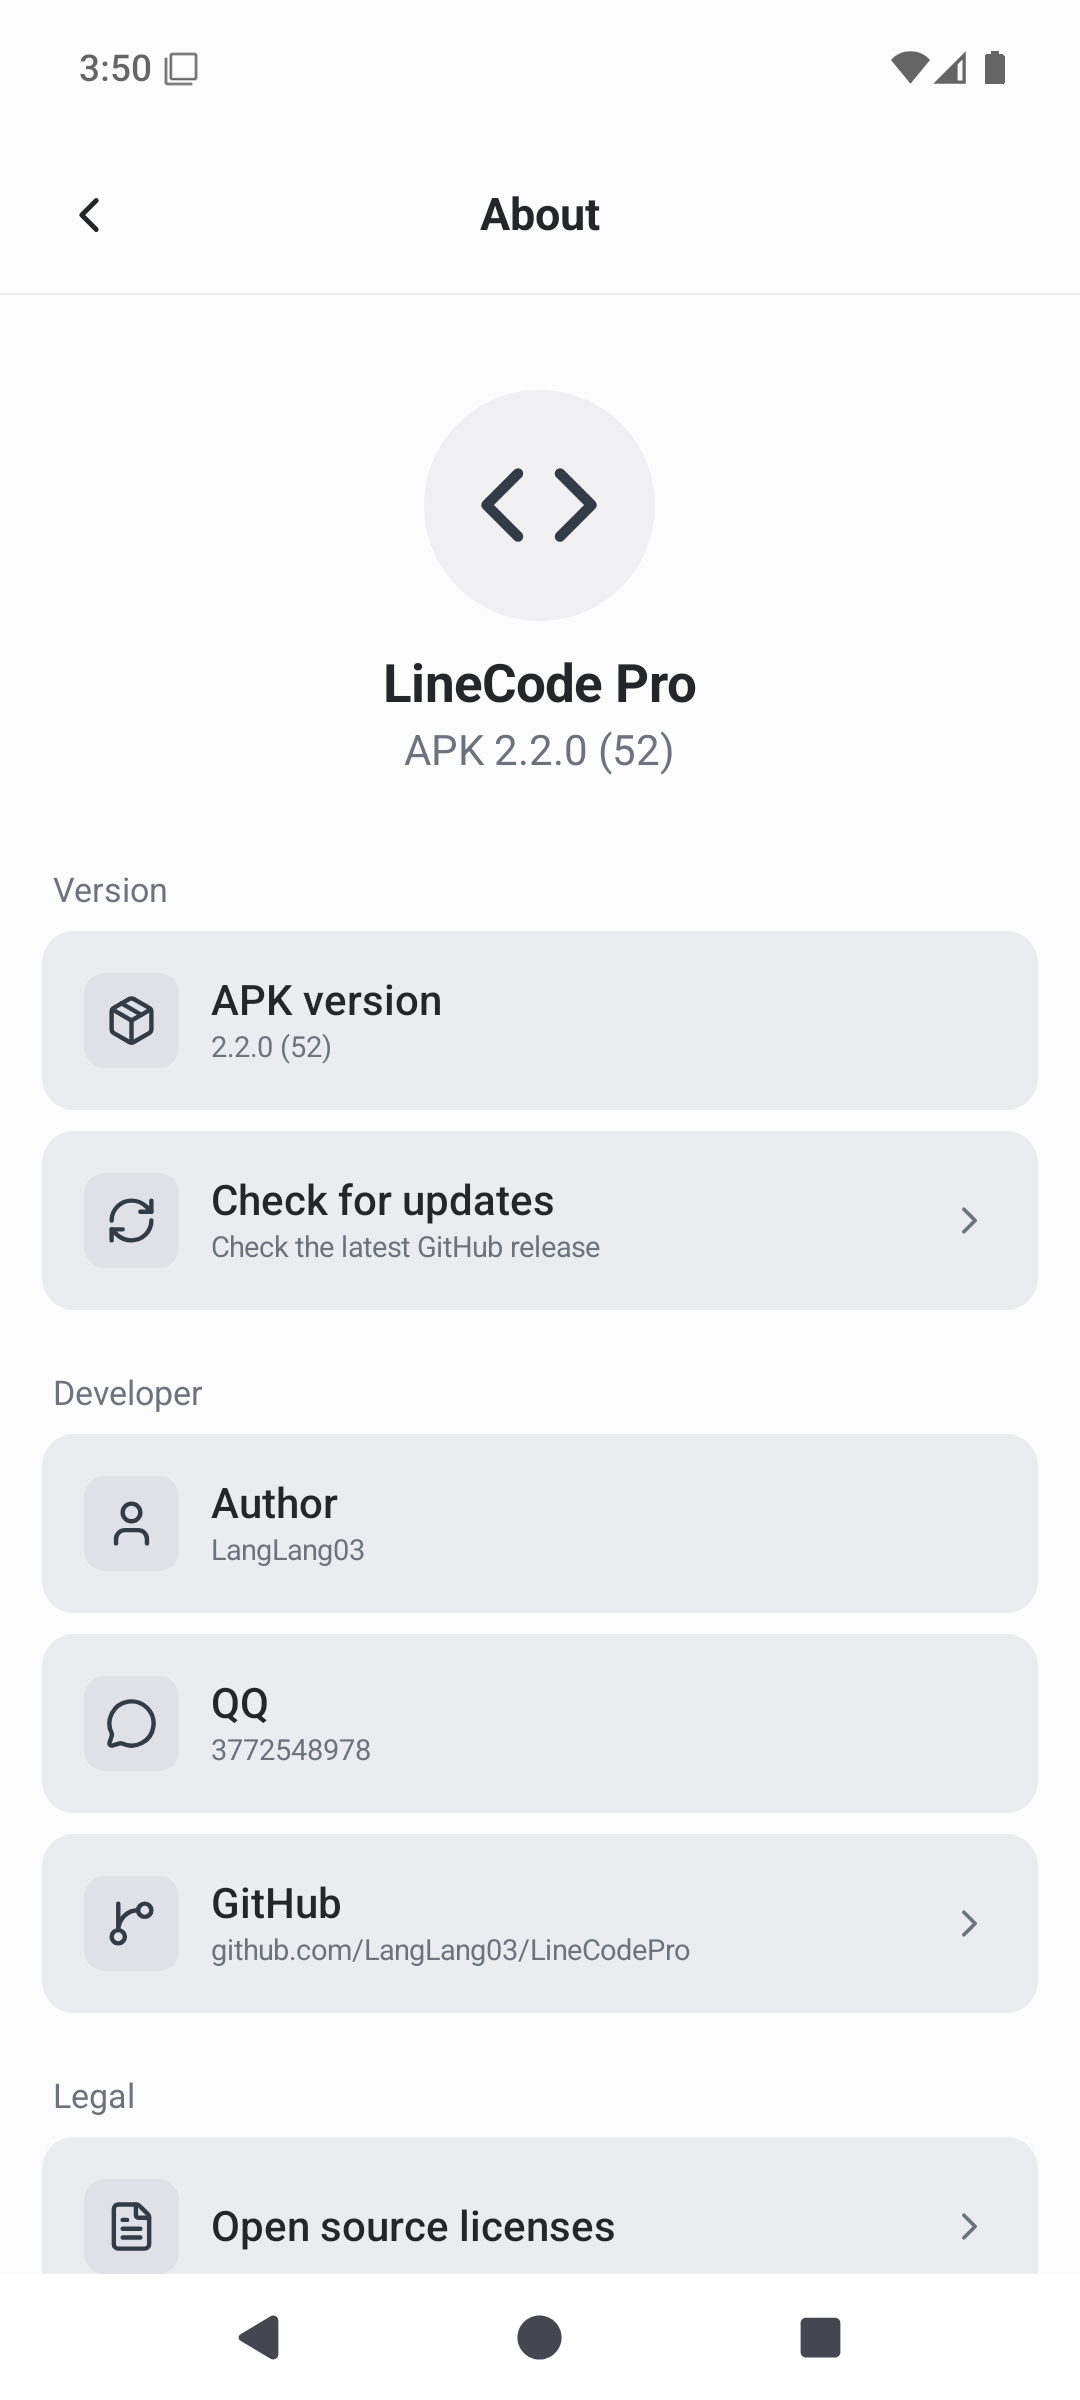 3:50
About
LineCode Pro
APK 2.2.0 (52)
Version
APK version
2.2.0 (52)
Check for updates
Check the latest GitHub release
Developer
Author
LangLang03
QQ
3772548978
GitHub
github.com/LangLang03/LineCodePro
Legal
Open source licenses